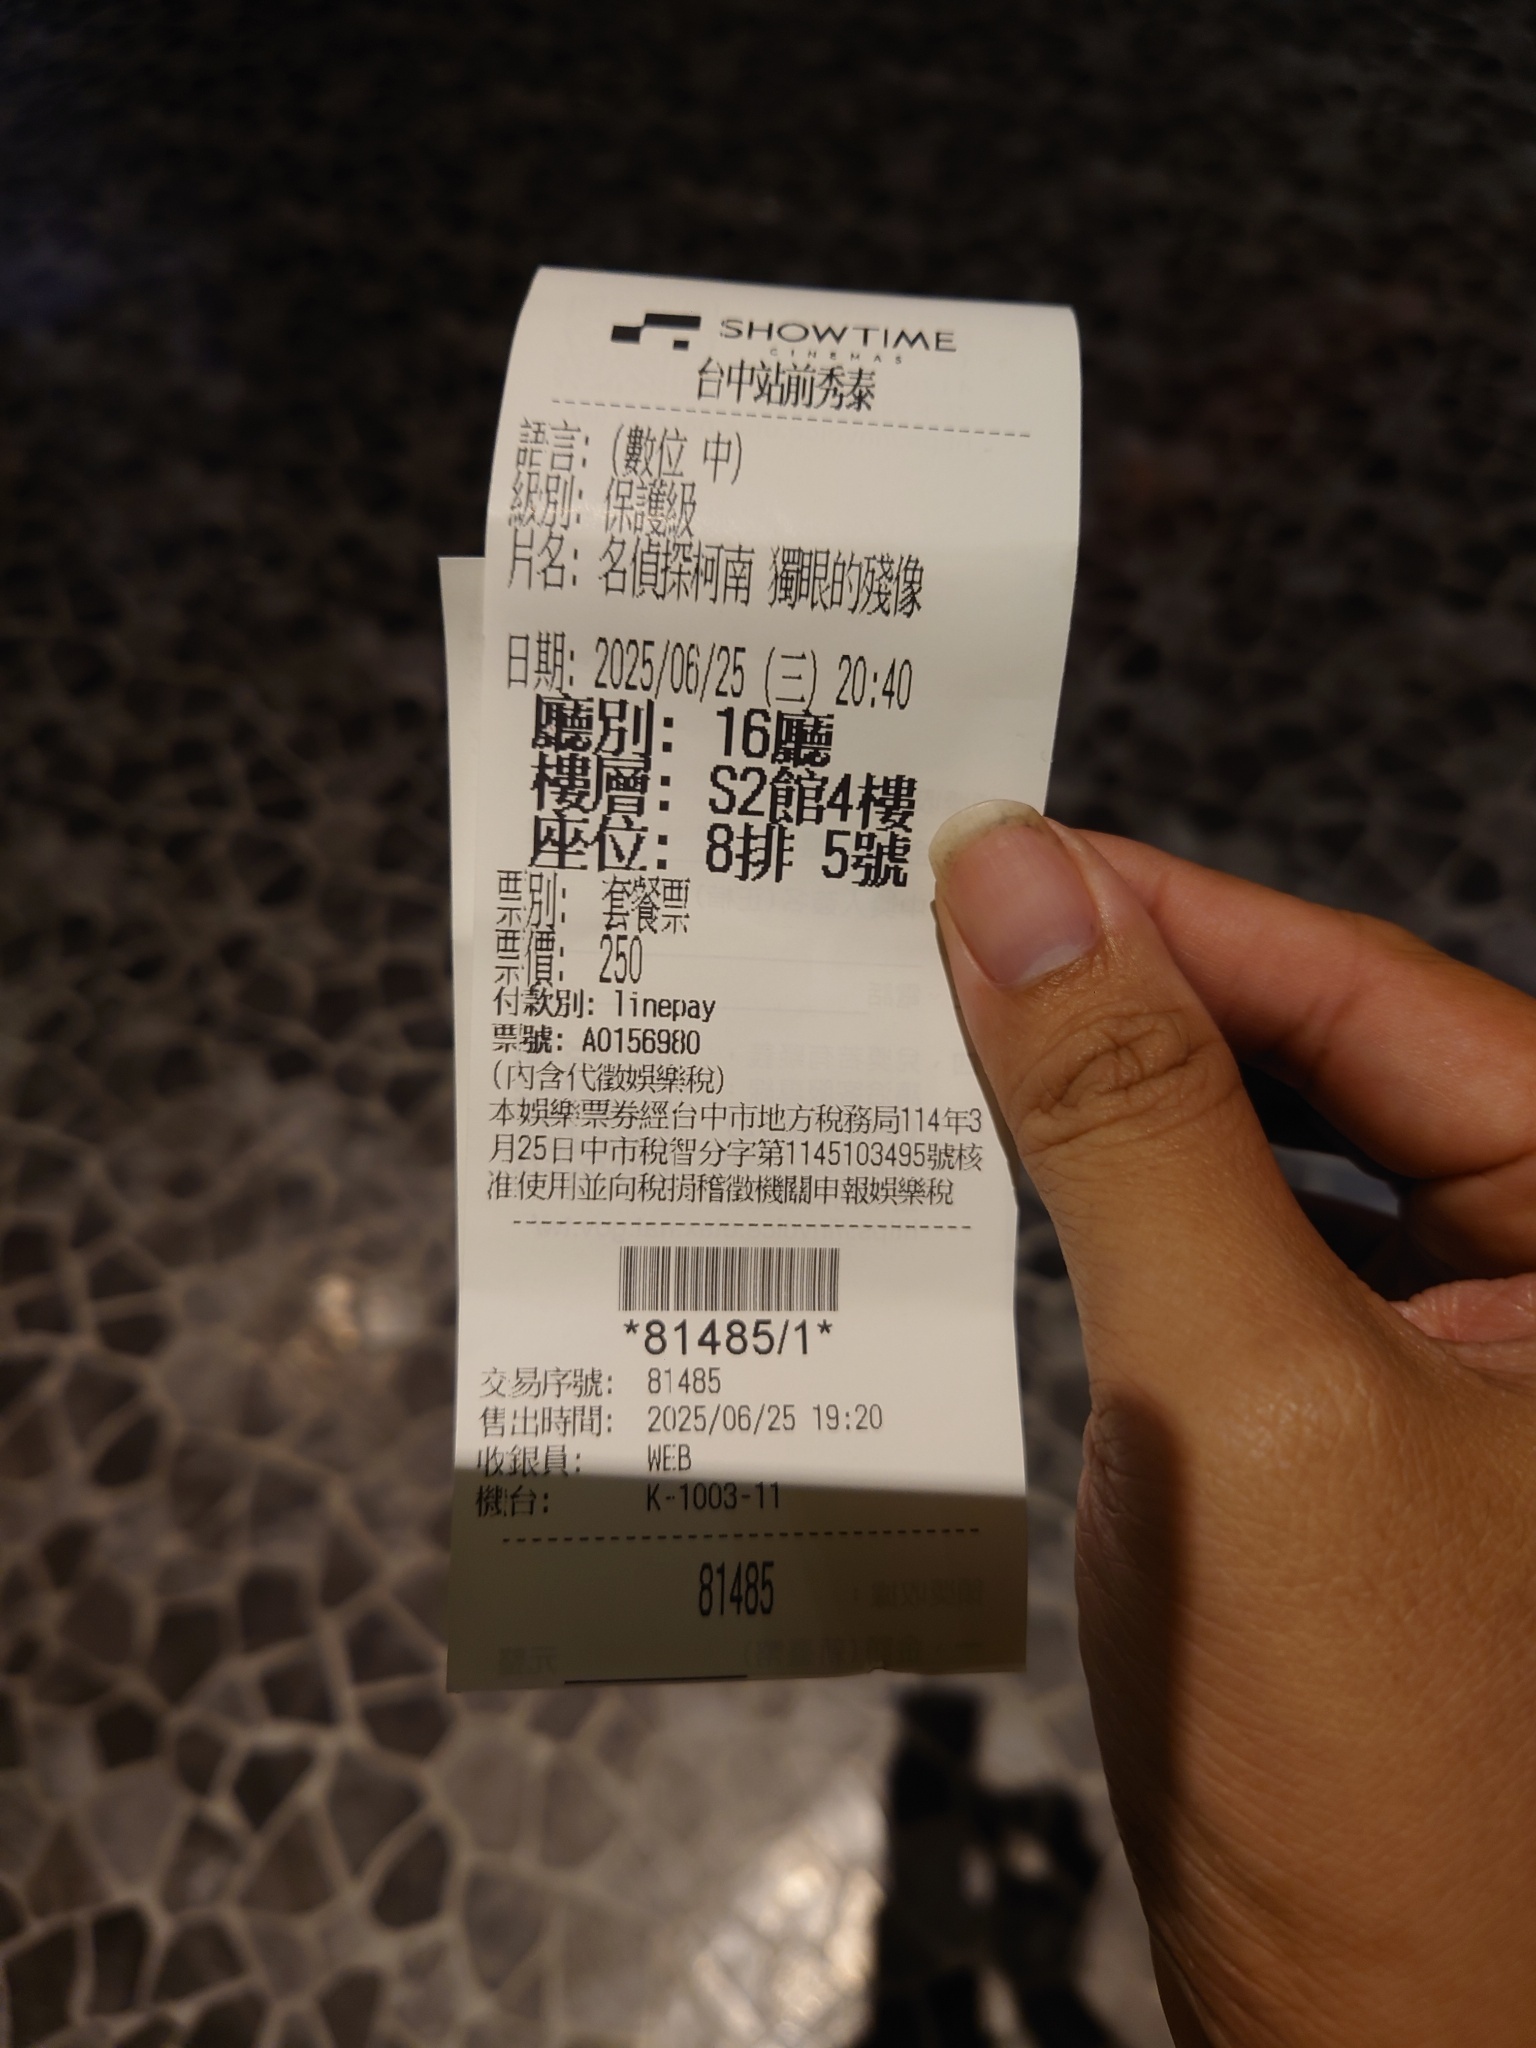 SHOWTIME
CINEMAS
台中站前秀泰
語言: (數位 中)
級別: 保護級
片名: 名偵探柯南 獨眼的殘像
日期: 2025/06/25 (三) 20:40
廳別: 16廳
樓層: S2館4樓
座位: 8排 5號
票別: 套餐票
票價: 250
付款別: linepay
票號: A0156980
(內含代徵娛樂稅)
本娛樂票券經台中市地方稅務局114年3
月25日中市稅智分字第1145103495號核
准使用並向稅捐稽徵機關申報娛樂稅
*81485/1*
交易序號: 81485
售出時間: 2025/06/25 19:20
收銀員: WEB
機台: K-1003-11
81485